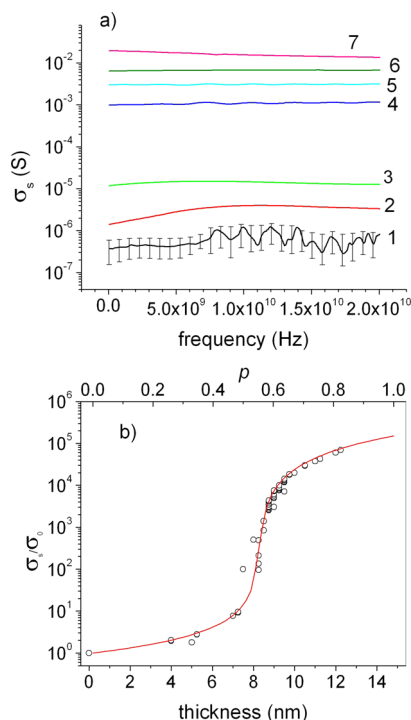 a)
10⁻²
10⁻³
10⁻⁴
10⁻⁵
10⁻⁶
10⁻⁷
σₛ (S)
7
6
5
4
3
2
1
0.0 5.0x10⁹ 1.0x10¹⁰ 1.5x10¹⁰ 2.0x10¹⁰
frequency (Hz)
p
0.0 0.2 0.4 0.6 0.8 1.0
b)
10⁶
10⁵
10⁴
10³
10²
10¹
10⁰
σₛ/σ₀
0 2 4 6 8 10 12 14
thickness (nm)